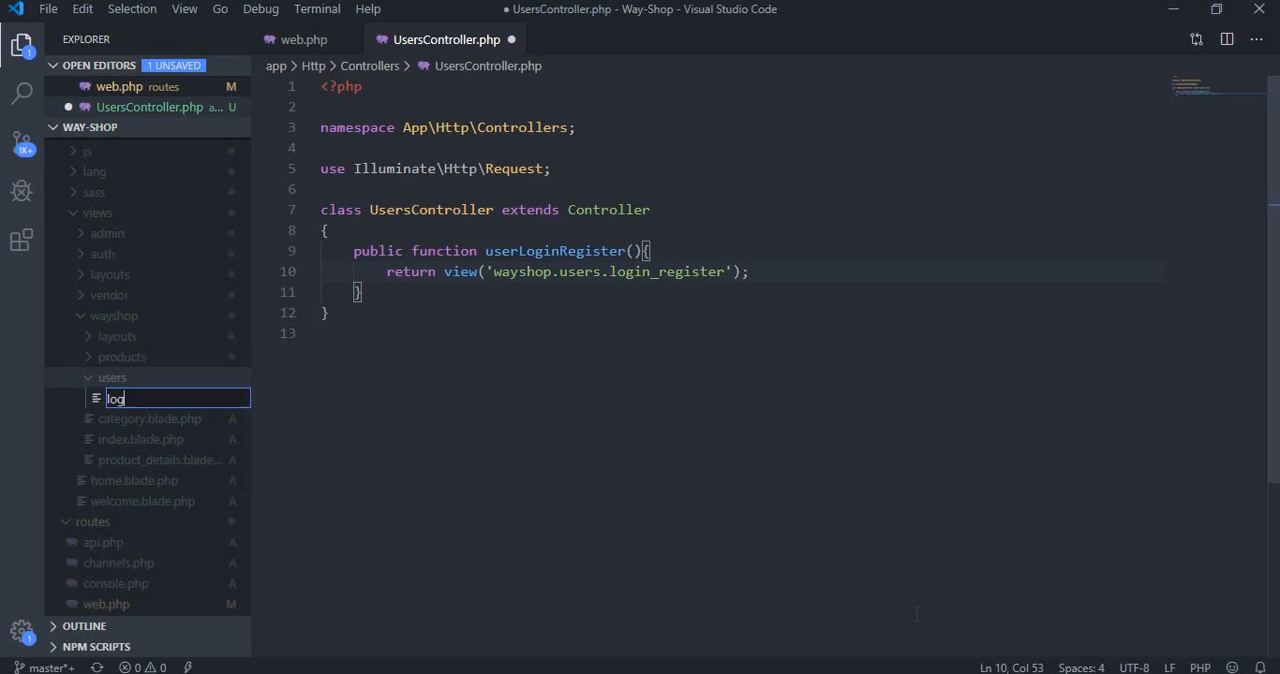 File Edit Selection View Go Debug Terminal Help
● UsersController.php - Way-Shop - Visual Studio Code
EXPLORER
web.php
UsersController.php
OPEN EDITORS 1 UNSAVED
web.php routes M
UsersController.php a... U
WAY-SHOP
js
lang
sass
views
admin
auth
layouts
vendor
wayshop
layouts
products
users
log
category.blade.php A
index.blade.php A
product_details.blade... A
home.blade.php A
welcome.blade.php A
routes
api.php A
channels.php A
console.php A
web.php M
OUTLINE
NPM SCRIPTS
1
1K+
1
app > Http > Controllers > UsersController.php
1 <?php
2
3 namespace App\Http\Controllers;
4
5 use Illuminate\Http\Request;
6
7 class UsersController extends Controller
8 {
9 public function userLoginRegister(){
10 return view('wayshop.users.login_register');
11 }
12 }
13
master*+ 0 0 Ln 10, Col 53 Spaces: 4 UTF-8 LF PHP